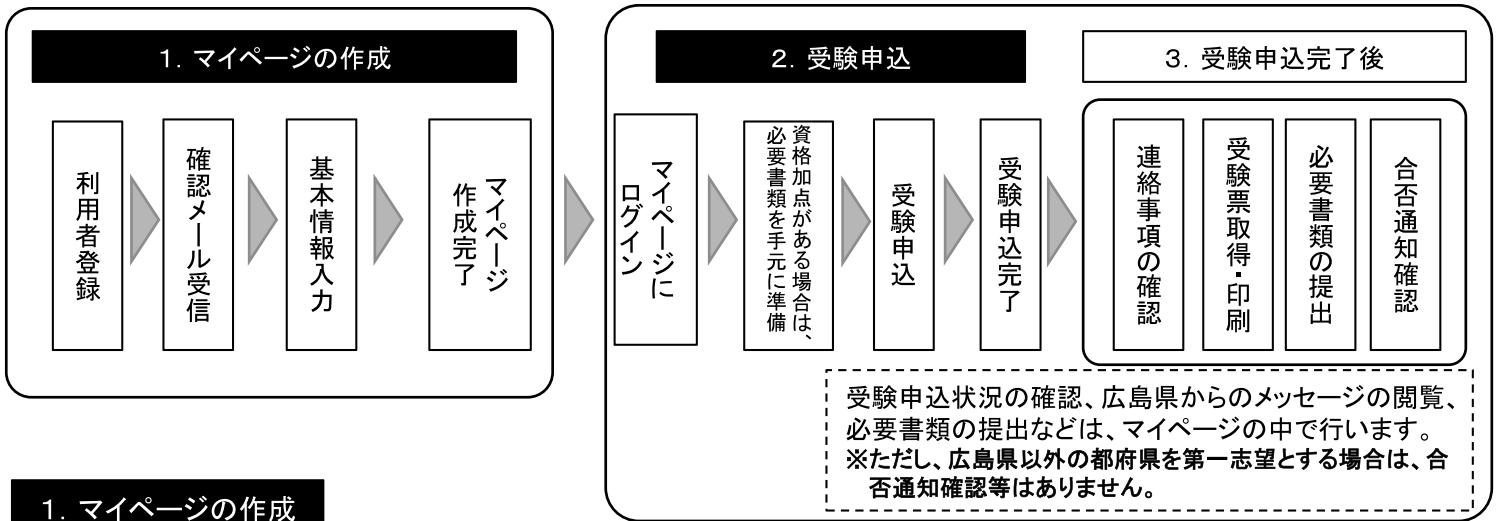 1．マイページの作成
利用者登録
確認メール受信
基本情報入力
マイページ
作成完了
2．受験申込
マイページに
ログイン
資格加点がある場合は、
必要書類を手元に準備
受験申込
受験申込完了
3．受験申込完了後
連絡事項の確認
受験票取得・印刷
必要書類の提出
合否通知確認
受験申込状況の確認、広島県からのメッセージの閲覧、
必要書類の提出などは、マイページの中で行います。
※ただし、広島県以外の都府県を第一志望とする場合は、合
否通知確認等はありません。
1．マイページの作成